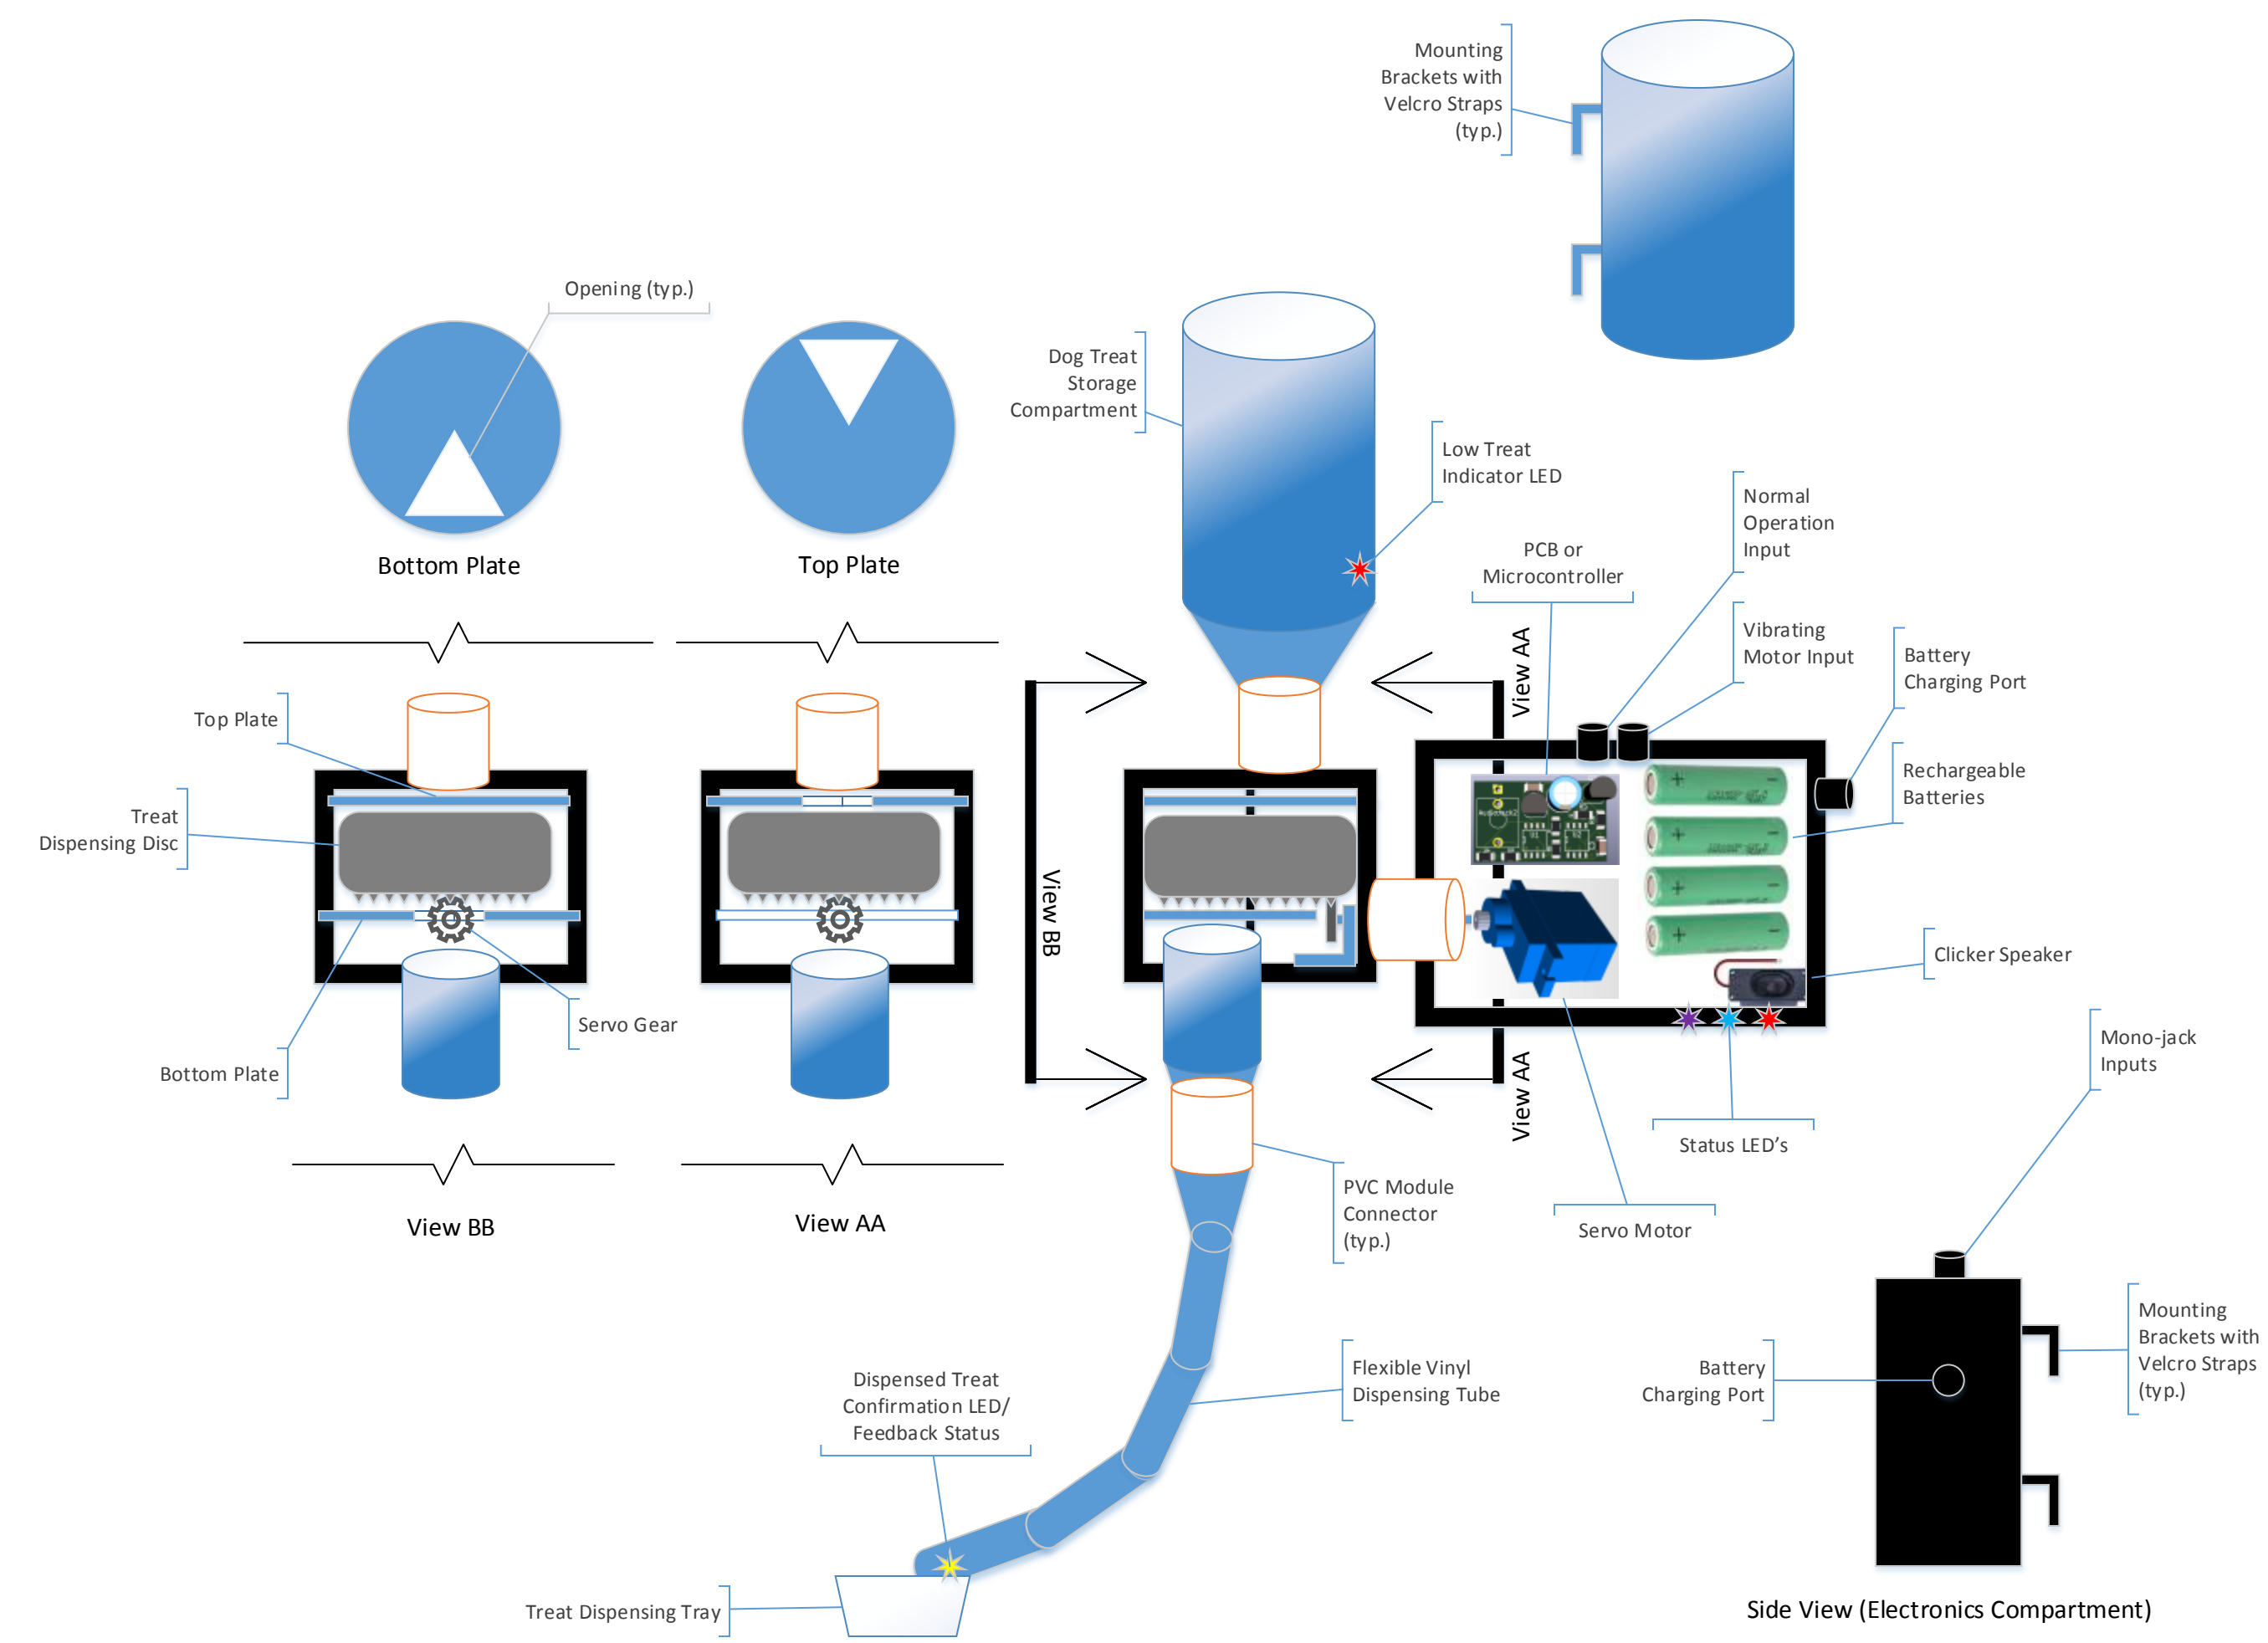 Mounting
Brackets with
Velcro Straps
(typ.)
Opening (typ.)
Dog Treat
Storage
Compartment
Low Treat
Indicator LED
Normal
Operation
Input
PCB or
Microcontroller
Bottom Plate
Top Plate
Vibrating
Motor Input
View AA
Battery
Charging Port
Top Plate
Rechargeable
Batteries
Treat
Dispensing Disc
View BB
Clicker Speaker
Servo Gear
Mono-jack
Inputs
Bottom Plate
View AA
Status LED's
PVC Module
Connector
(typ.)
View BB
View AA
Servo Motor
Mounting
Brackets with
Velcro Straps
(typ.)
Dispensed Treat
Confirmation LED/
Feedback Status
Flexible Vinyl
Dispensing Tube
Battery
Charging Port
Treat Dispensing Tray
Side View (Electronics Compartment)